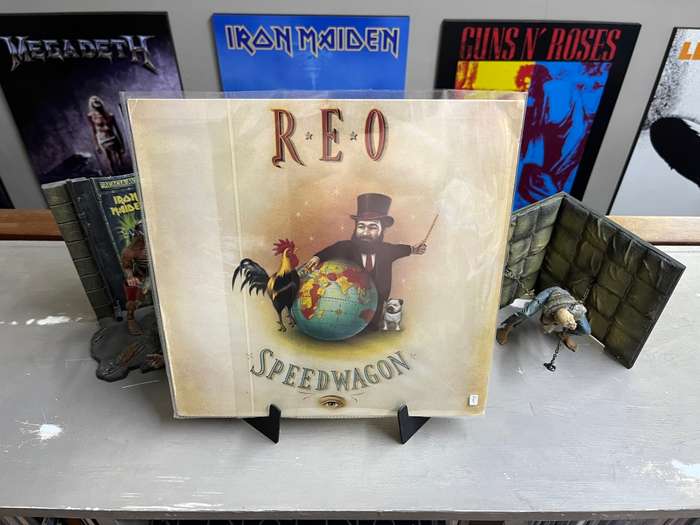 MEGADETH
IRON MAIDEN
GUNS N' ROSES
R★E★O
SPEEDWAGON
IRON
MAIDEN